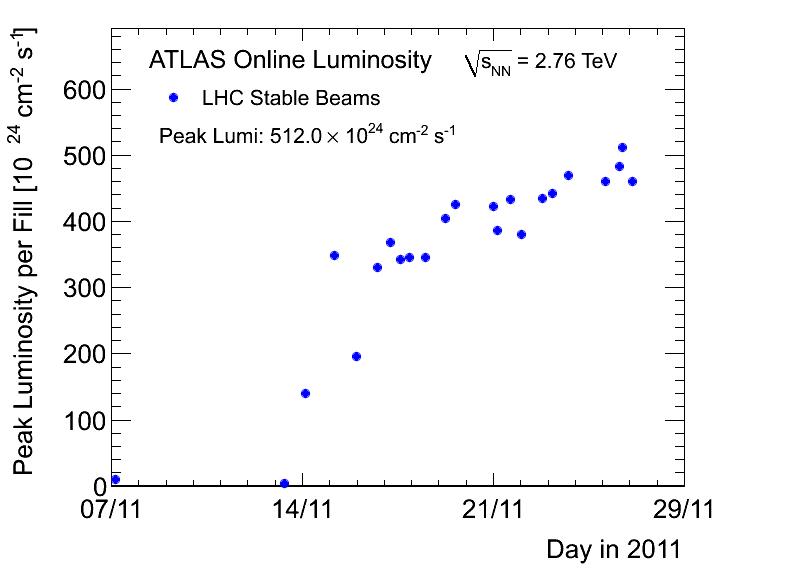 ATLAS Online Luminosity √sNN = 2.76 TeV
LHC Stable Beams
Peak Lumi: 512.0 × 10^24 cm^-2 s^-1
Peak Luminosity per Fill [10^24 cm^-2 s^-1]
600
500
400
300
200
100
0
07/11 14/11 21/11 29/11
Day in 2011